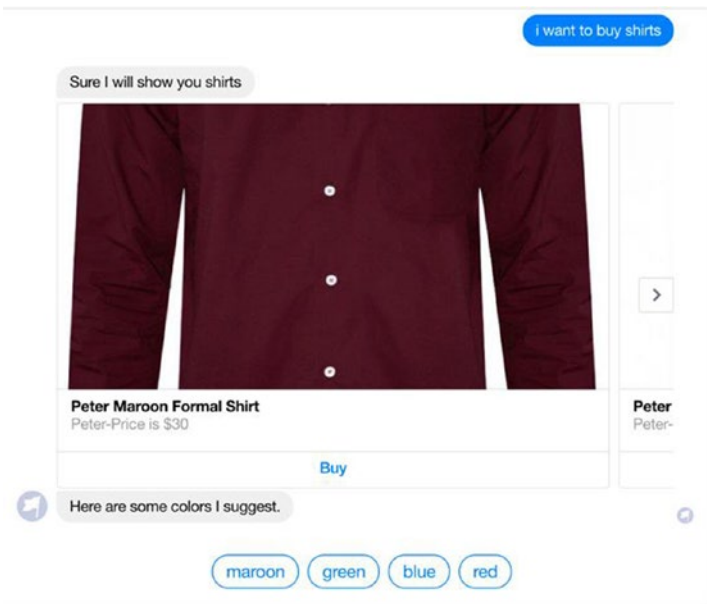 i want to buy shirts
Sure I will show you shirts
Peter Maroon Formal Shirt
Peter-Price is $30
Buy
Peter
Peter-
Here are some colors I suggest.
maroon
green
blue
red